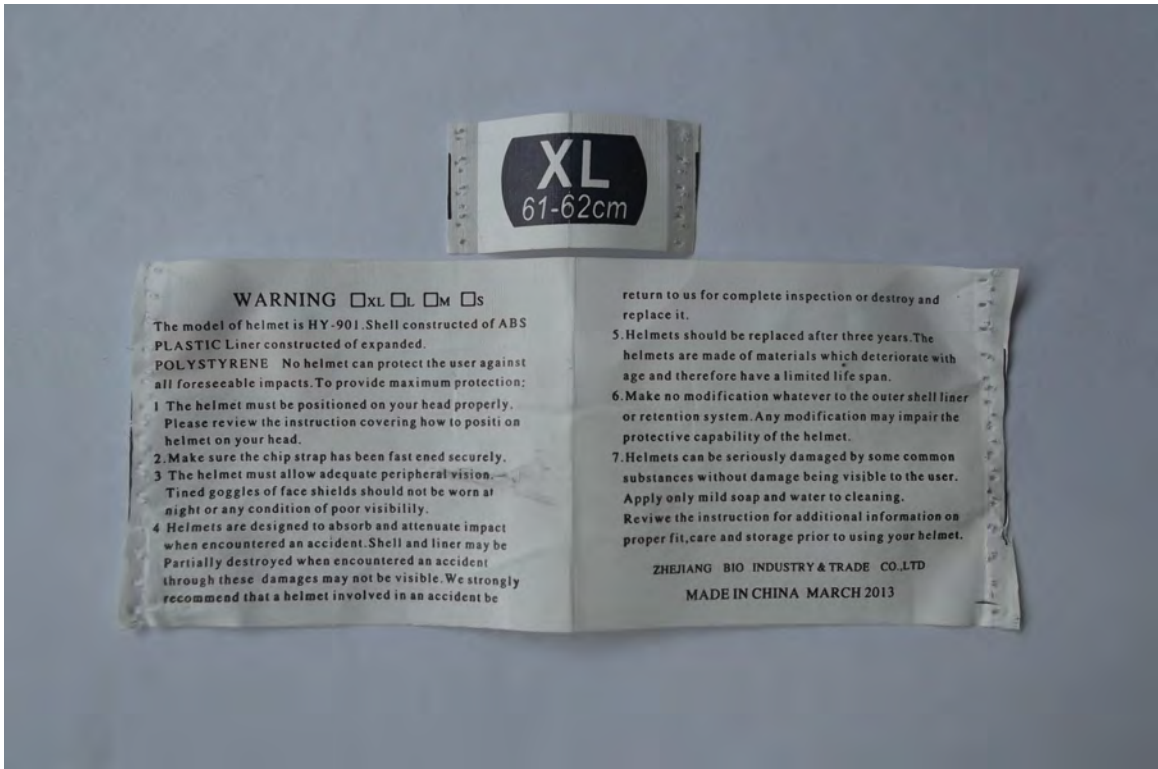 XL
61-62cm
WARNING □XL □L □M □S
The model of helmet is HY-901.Shell constructed of ABS
PLASTIC Liner constructed of expanded.
POLYSTYRENE No helmet can protect the user against
all foreseeable impacts.To provide maximum protection;
1 The helmet must be positioned on your head properly.
Please review the instruction covering how to positi on
helmet on your head.
2.Make sure the chip strap has been fast ened securely.
3 The helmet must allow adequate peripheral vision.
Tined goggles of face shields should not be worn at
night or any condition of poor visibilily.
4 Helmets are designed to absorb and attenuate impact
when encountered an accident.Shell and liner may be
Partially destroyed when encountered an accident
through these damages may not be visible.We strongly
recommend that a helmet involved in an accident be
return to us for complete inspection or destroy and
replace it.
5.Helmets should be replaced after three years.The
helmets are made of materials which deteriorate with
age and therefore have a limited life span.
6.Make no modification whatever to the outer shell liner
or retention system.Any modification may impair the
protective capability of the helmet.
7.Helmets can be seriously damaged by some common
substances without damage being visible to the user.
Apply only mild soap and water to cleaning.
Reviwe the instruction for additional information on
proper fit,care and storage prior to using your helmet.
ZHEJIANG BIO INDUSTRY & TRADE CO.,LTD
MADE IN CHINA MARCH 2013